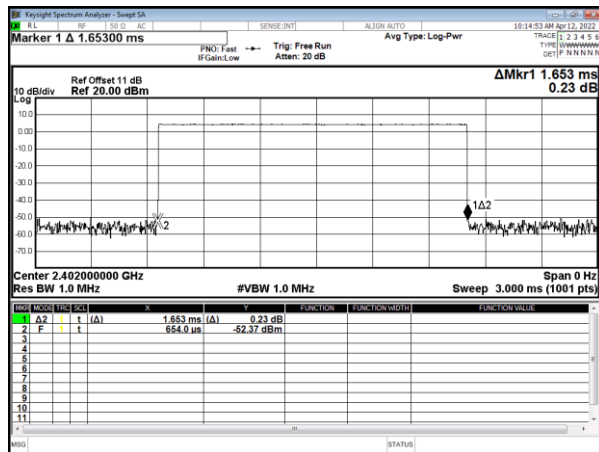 Keysight Spectrum Analyzer - Swept SA
RL RF 50 Ω AC SENSE:INT ALIGN AUTO 10:14:53 AM Apr 12, 2022
Marker 1 Δ 1.65300 ms Avg Type: Log-Pwr TRACE 1 2 3 4 5 6
PNO: Fast Trig: Free Run TYPE WWWWWW
IFGain:Low Atten: 20 dB DET P N N N N N
Ref Offset 11 dB ΔMkr1 1.653 ms
10 dB/div Ref 20.00 dBm 0.23 dB
Log
10.0
0.00
-10.0
-20.0
-30.0
-40.0
1Δ2
-50.0
2
-60.0
-70.0
Center 2.402000000 GHz Span 0 Hz
Res BW 1.0 MHz #VBW 1.0 MHz Sweep 3.000 ms (1001 pts)
MKR MODE TRC SCL X Y FUNCTION FUNCTION WIDTH FUNCTION VALUE
1 Δ2 1 t (Δ) 1.653 ms (Δ) 0.23 dB
2 F 1 t 654.0 µs -52.37 dBm
3
4
5
6
7
8
9
10
11
MSG STATUS